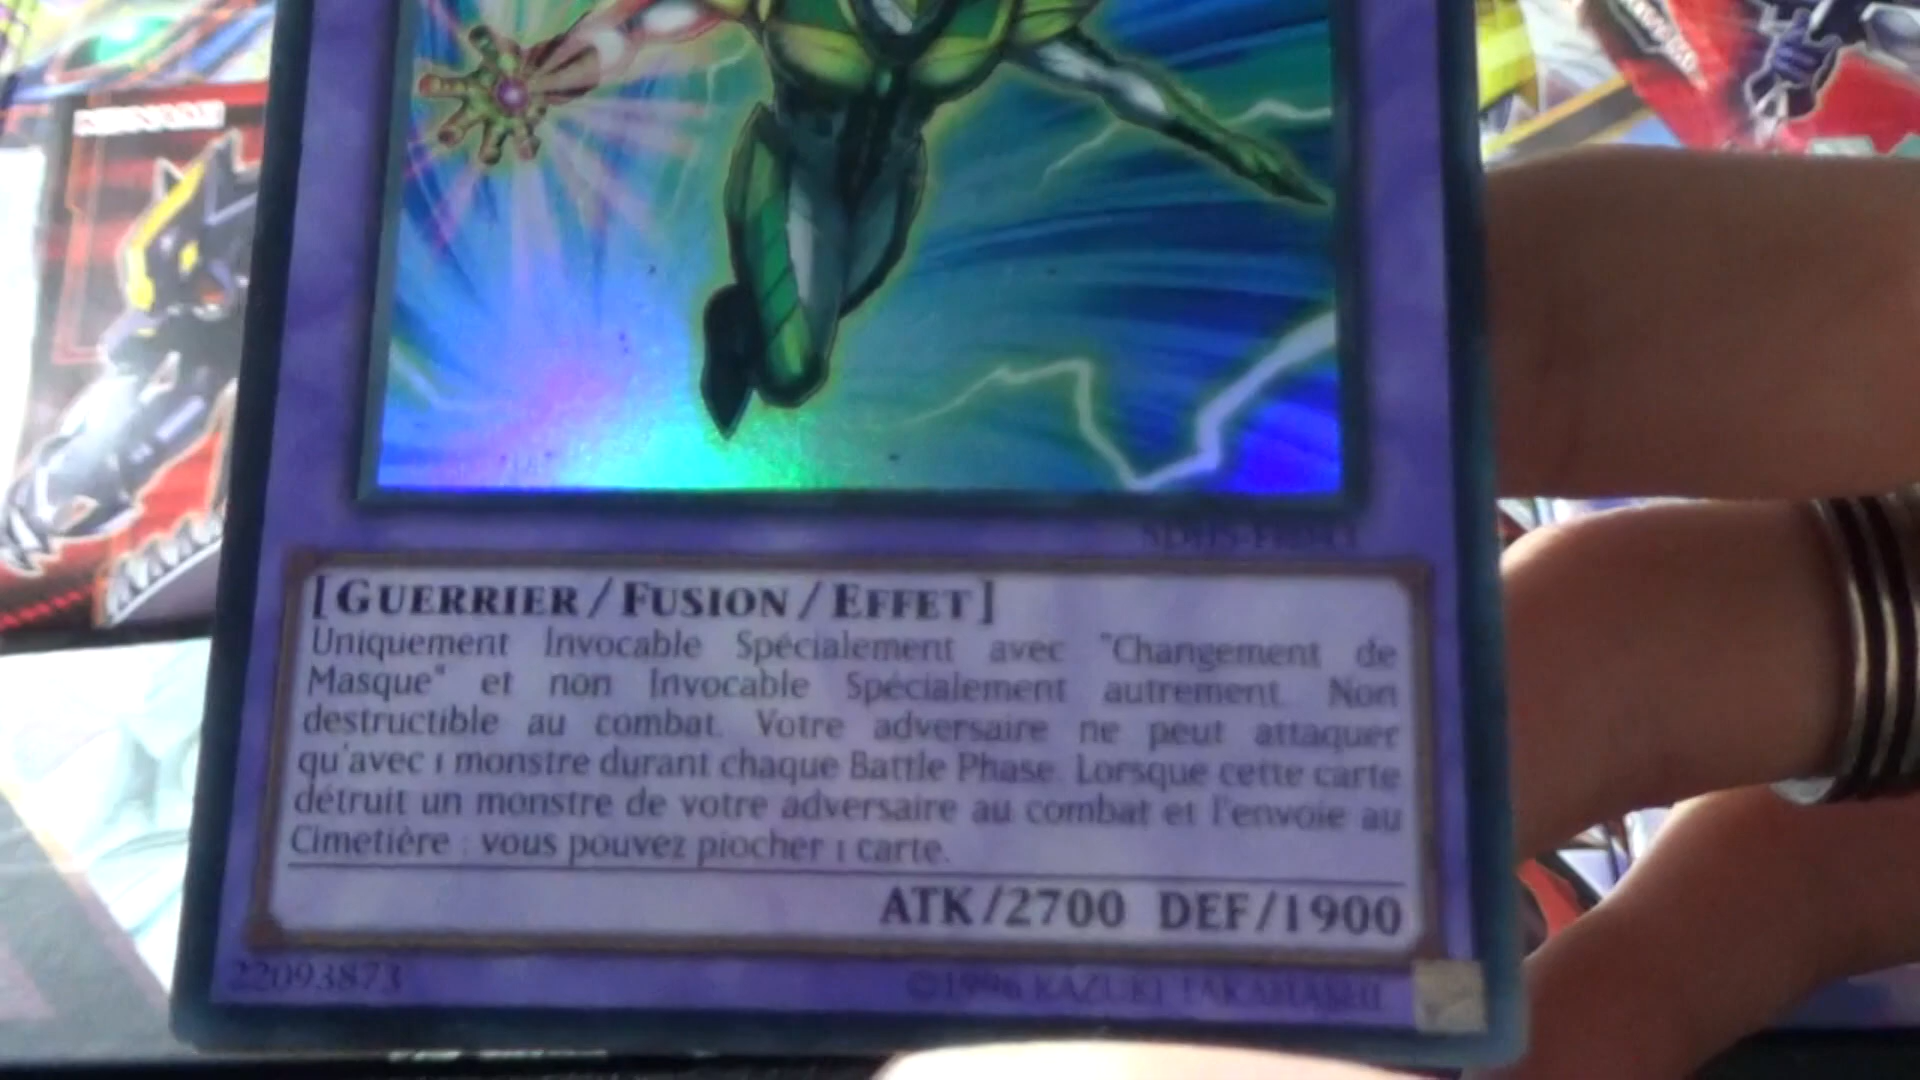 [GUERRIER/FUSION/EFFET]
Uniquement Invocable Spécialement avec "Changement de
Masque" et non Invocable Spécialement autrement. Non
destructible au combat. Votre adversaire ne peut attaquer
qu'avec 1 monstre durant chaque Battle Phase. Lorsque cette carte
détruit un monstre de votre adversaire au combat et l'envoie au
Cimetière : vous pouvez piocher 1 carte.
ATK/2700 DEF/1900
22093873
©1996 KAZUKI TAKAHASHI